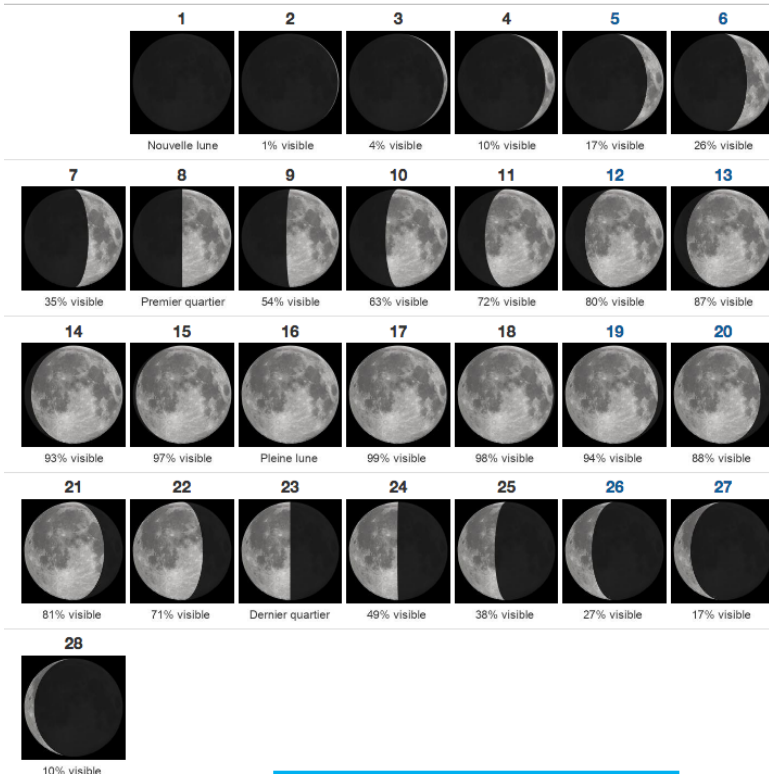 1 2 3 4 5 6
Nouvelle lune 1% visible 4% visible 10% visible 17% visible 26% visible
7 8 9 10 11 12 13
35% visible Premier quartier 54% visible 63% visible 72% visible 80% visible 87% visible
14 15 16 17 18 19 20
93% visible 97% visible Pleine lune 99% visible 98% visible 94% visible 88% visible
21 22 23 24 25 26 27
81% visible 71% visible Dernier quartier 49% visible 38% visible 27% visible 17% visible
28
10% visible